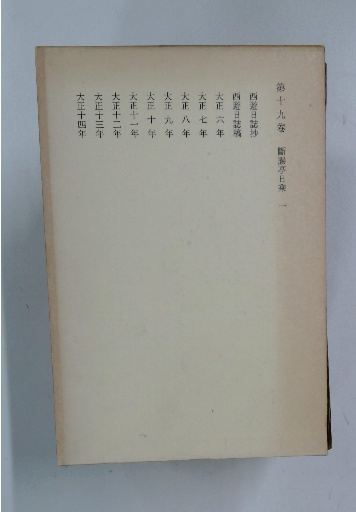 第十九巻　斷腸亭日乘　一
西遊日誌抄
西遊日誌稿
大正六年
大正七年
大正八年
大正九年
大正十年
大正十一年
大正十二年
大正十三年
大正十四年